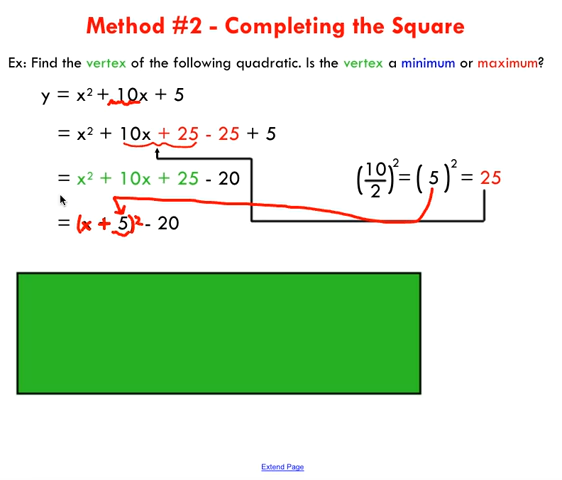 Method #2 - Completing the Square
Ex: Find the vertex of the following quadratic. Is the vertex a minimum or maximum?
y = x² + 10x + 5
= x² + 10x + 25 - 25 + 5
= x² + 10x + 25 - 20
(10/2)² = (5)² = 25
= (x + 5)² - 20
Extend Page